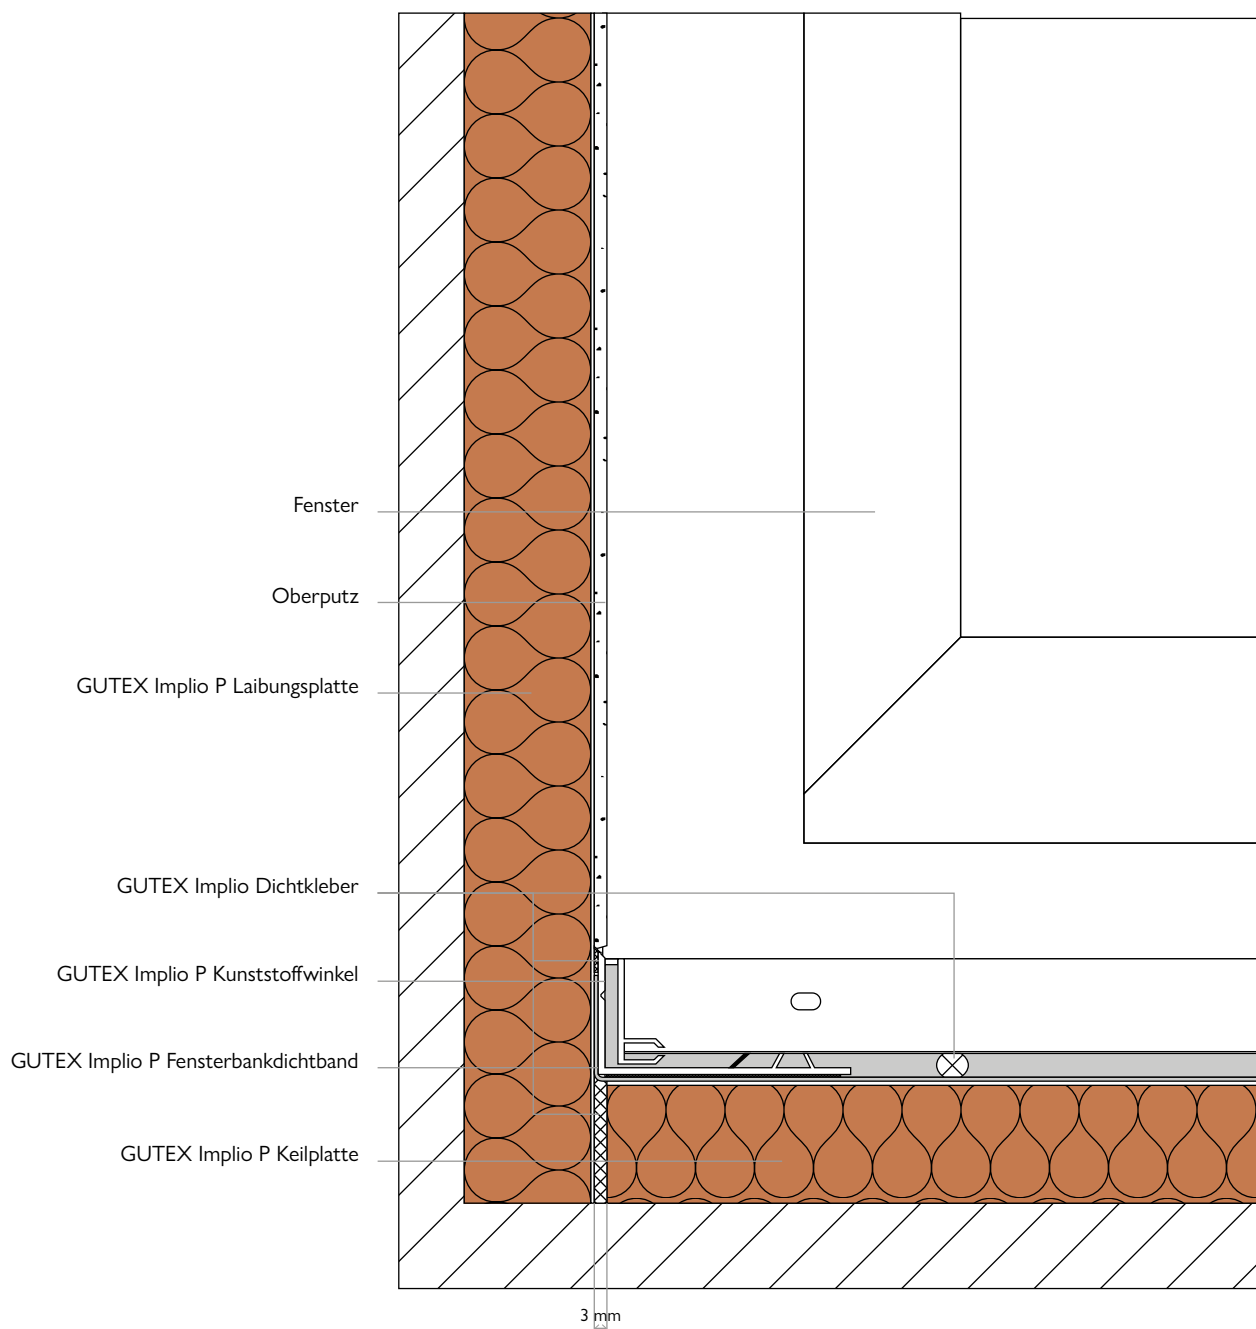 Fenster
Oberputz
GUTEX Implio P Laibungsplatte
GUTEX Implio Dichtkleber
GUTEX Implio P Kunststoffwinkel
GUTEX Implio P Fensterbankdichtband
GUTEX Implio P Keilplatte
3 mm